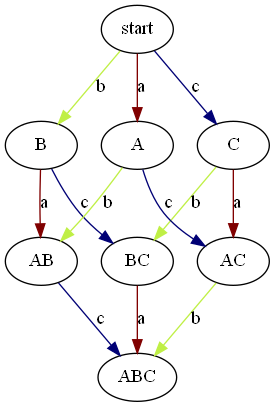 start
b a c
B A C
a c b c b a
AB BC AC
c a b
ABC